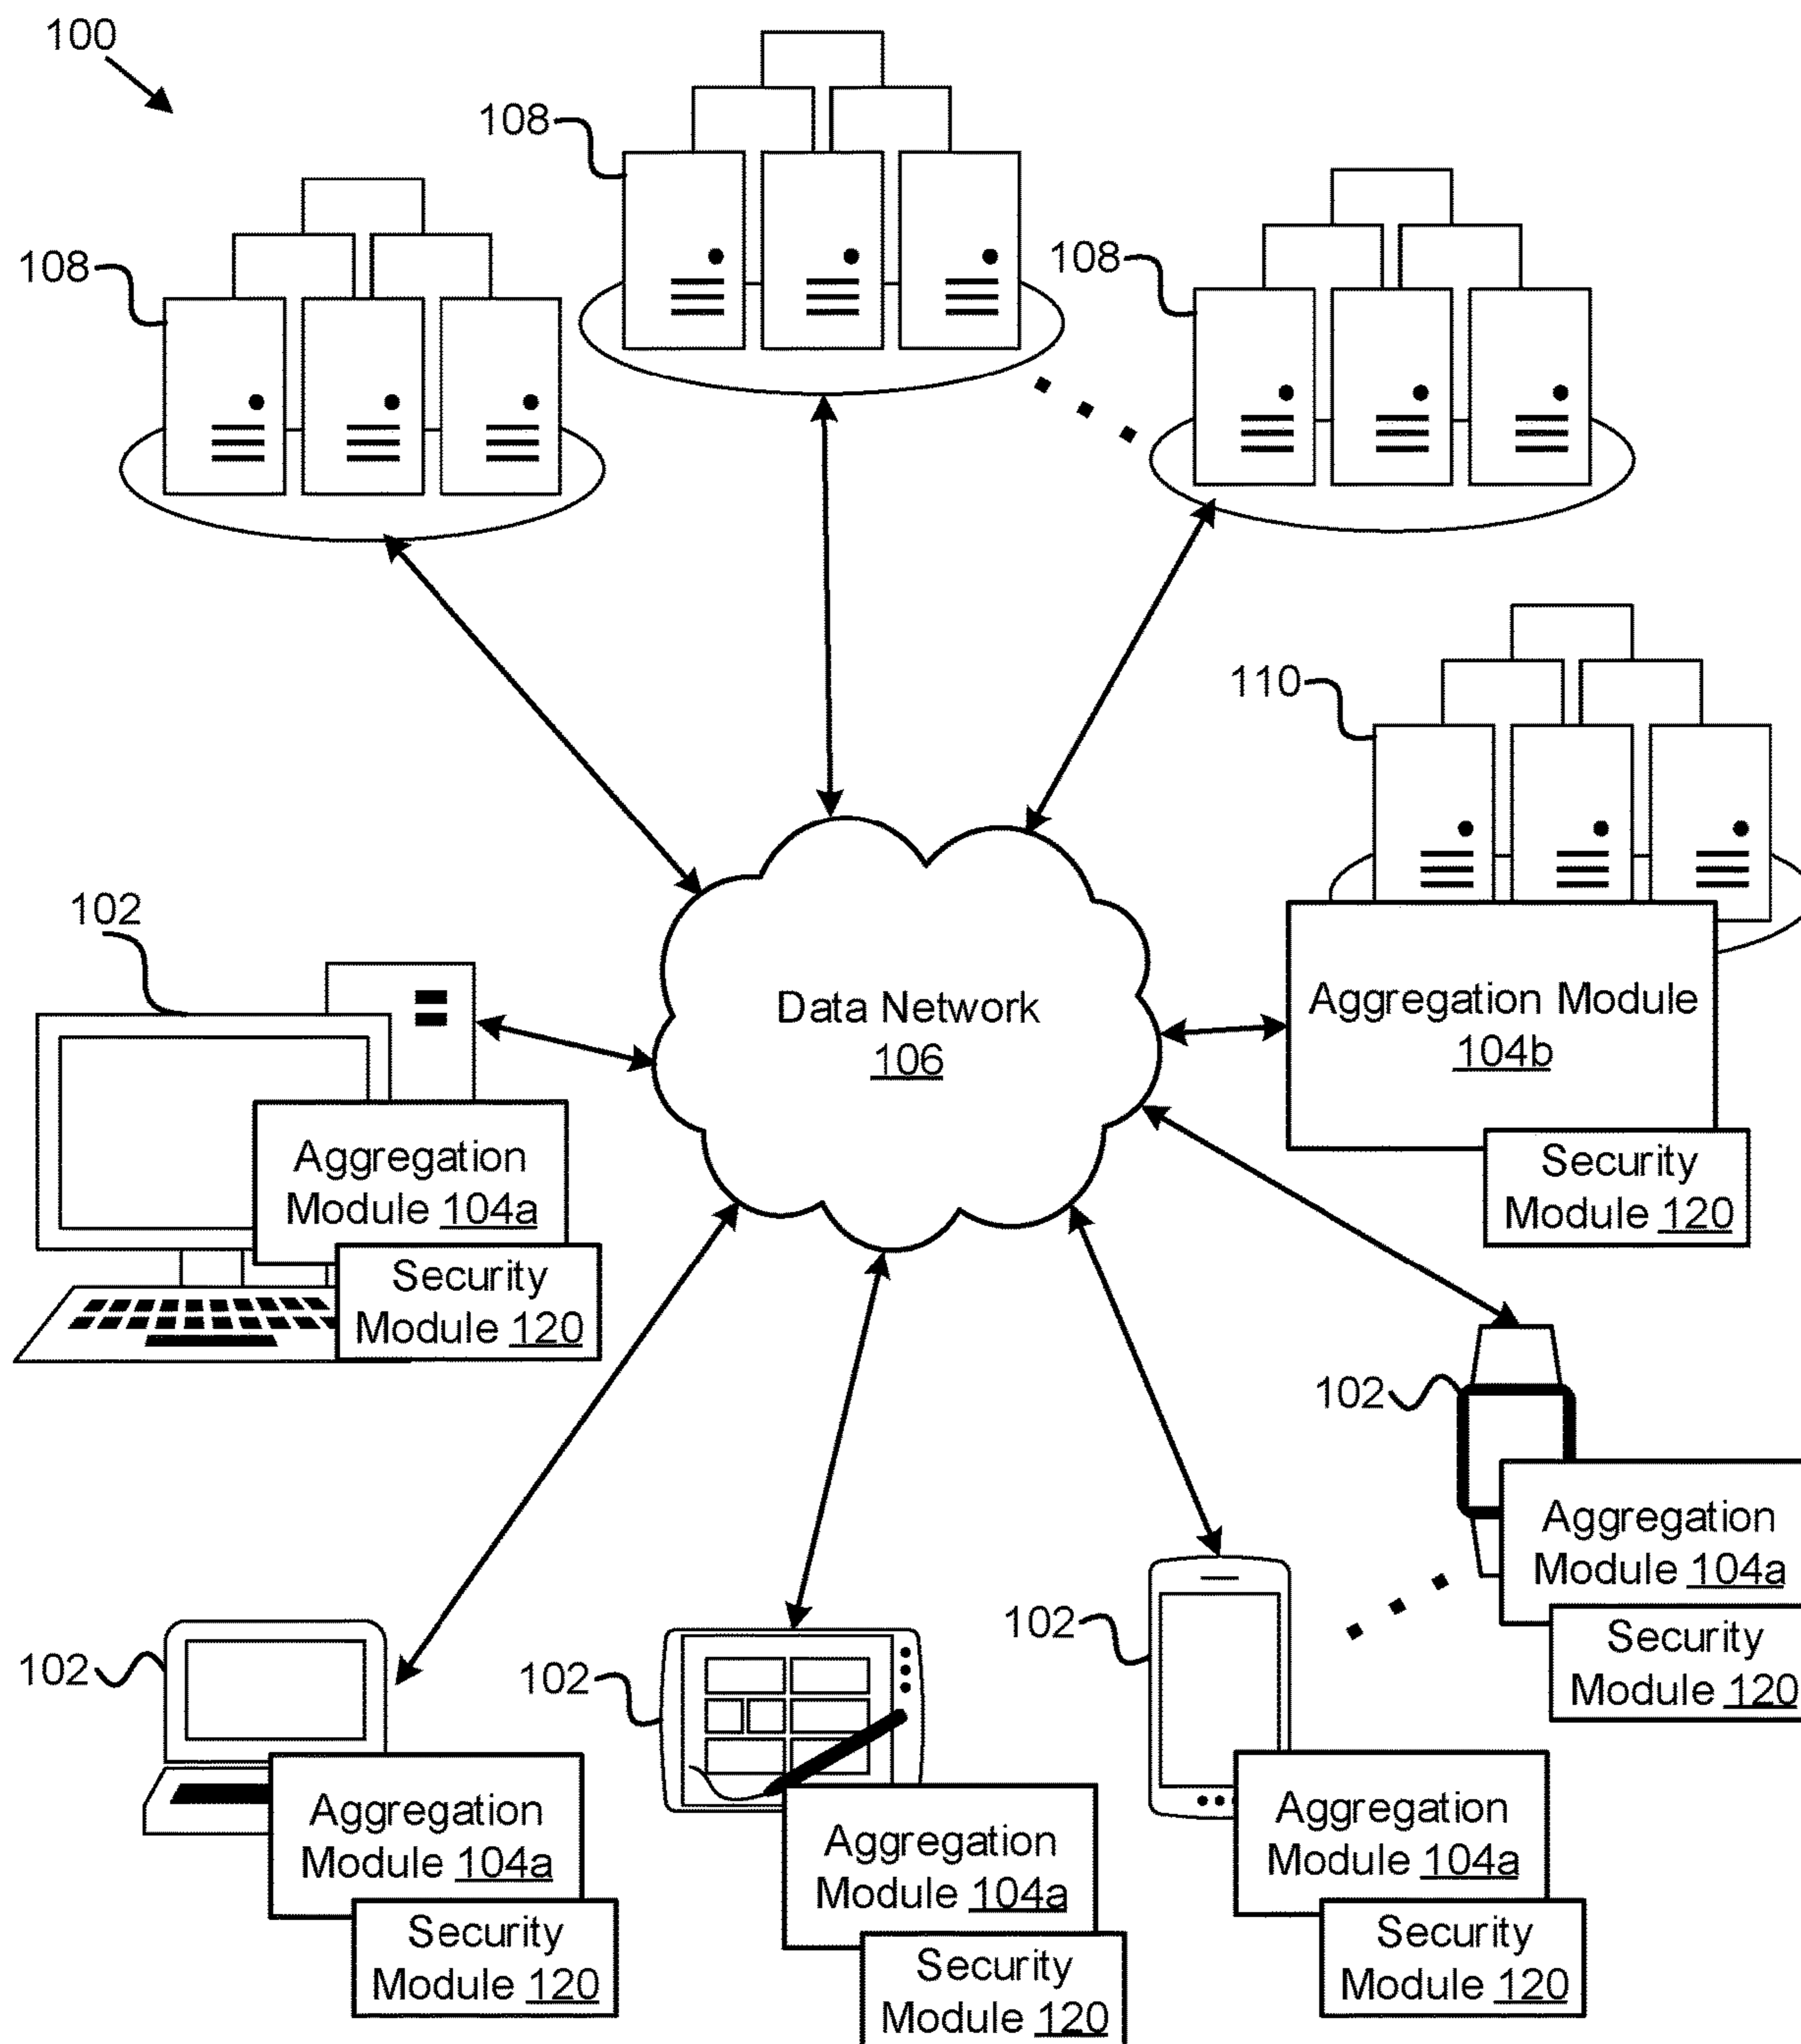 100
108
108
108
110
102
Data Network
106
Aggregation Module
104b
Security
Module 120
Aggregation
Module 104a
Security
Module 120
102
Aggregation
Module 104a
Security
Module 120
102
Aggregation
Module 104a
Security
Module 120
102
Aggregation
Module 104a
Security
Module 120
102
Aggregation
Module 104a
Security
Module 120